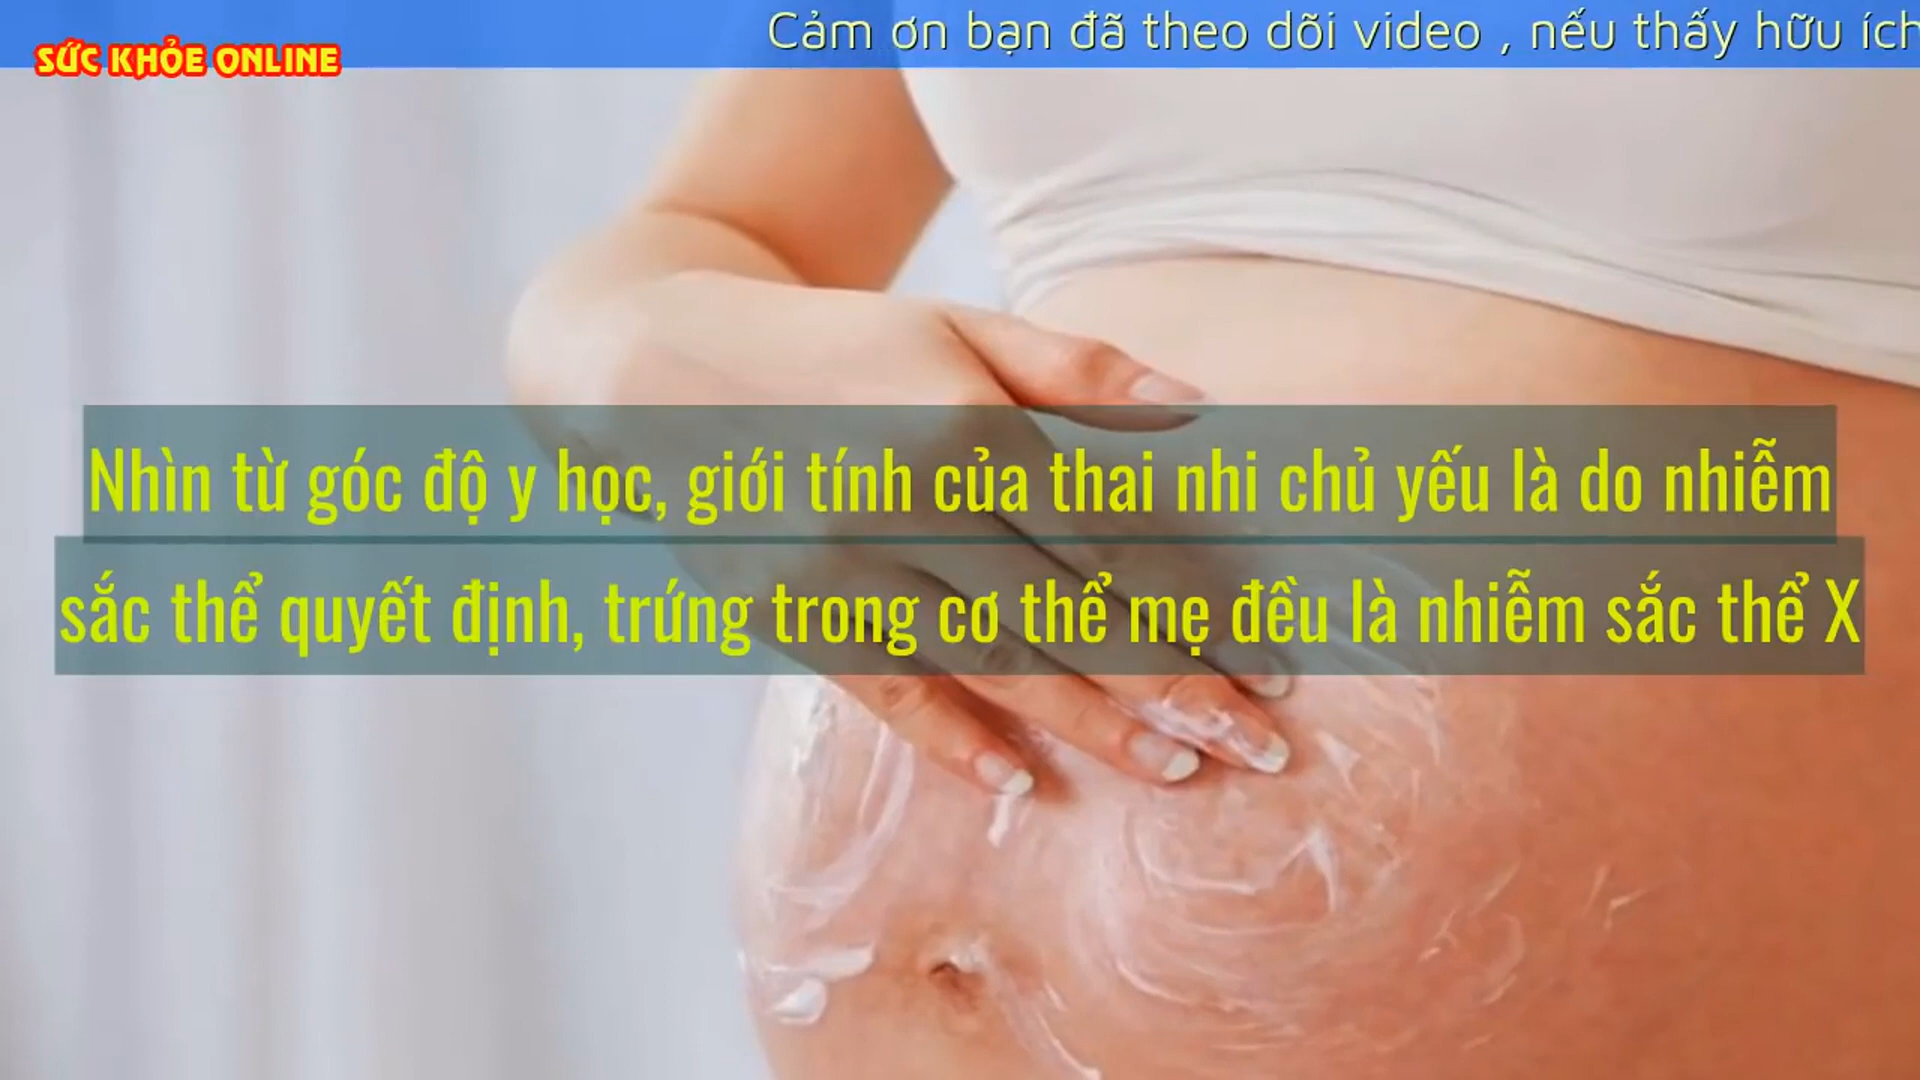 Cảm ơn bạn đã theo dõi video , nếu thấy hữu ích
SỨC KHỎE ONLINE
Nhìn từ góc độ y học, giới tính của thai nhi chủ yếu là do nhiễm
sắc thể quyết định, trứng trong cơ thể mẹ đều là nhiễm sắc thể X